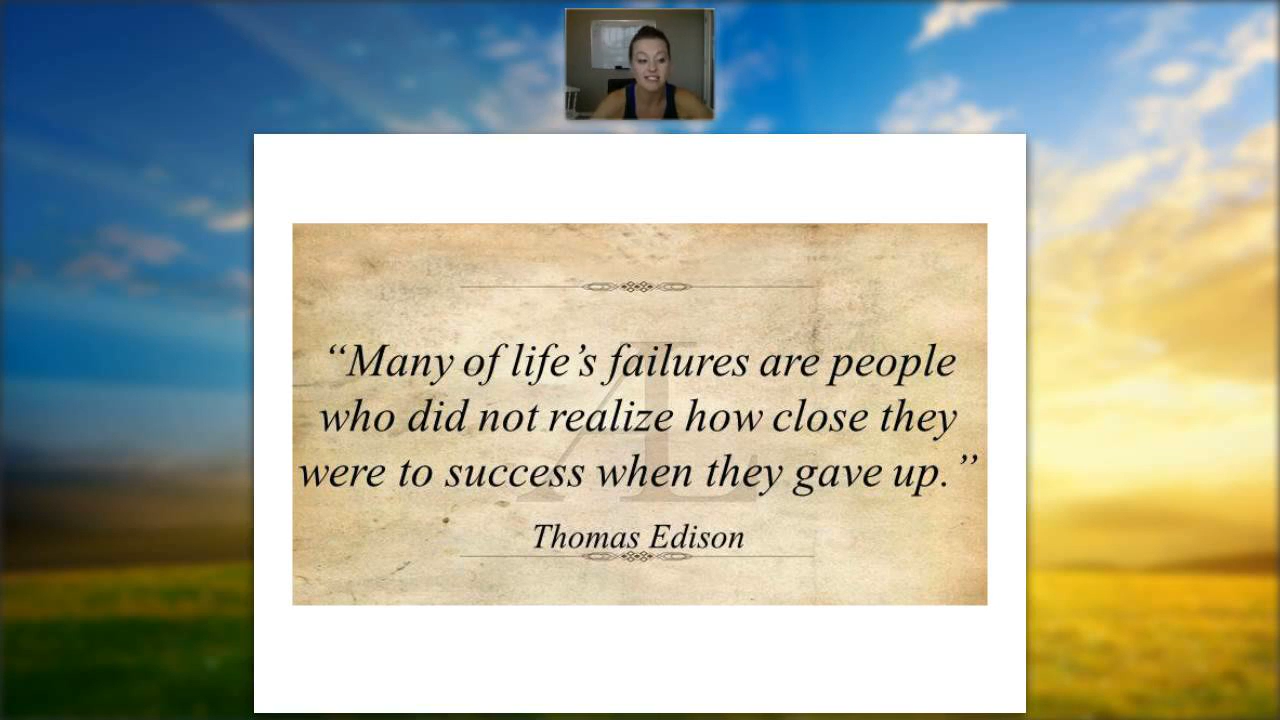 “Many of life’s failures are people
who did not realize how close they
were to success when they gave up.”
Thomas Edison